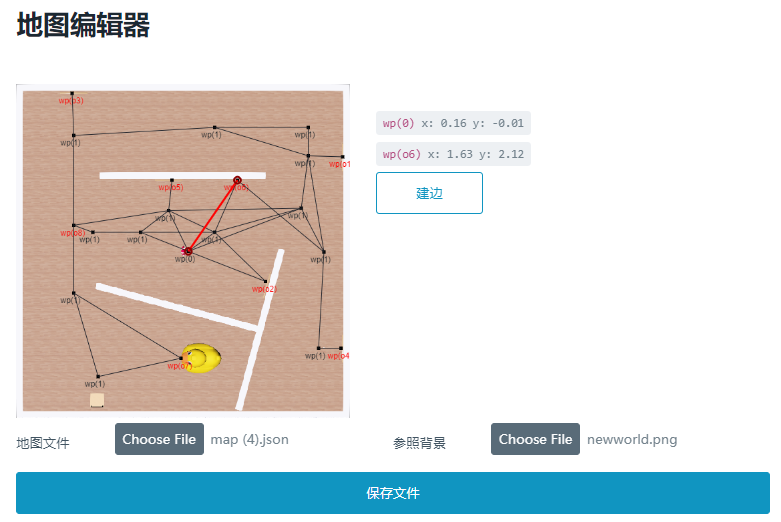 地图编辑器
wp(o3)
wp(1)
wp(1)
wp(1)
wp(1)
wp(o1
wp(0) x: 0.16 y: -0.01
wp(o6) x: 1.63 y: 2.12
建边
wp(o5)
wp(o6)
wp(1)
wp(1)
wp(o8)
wp(1)
wp(1)
wp(1)
wp(0)
wp(1)
wp(o2)
wp(1)
wp(1)
wp(o4
wp(o7)
wp(1)
地图文件
Choose File
map (4).json
参照背景
Choose File
newworld.png
保存文件